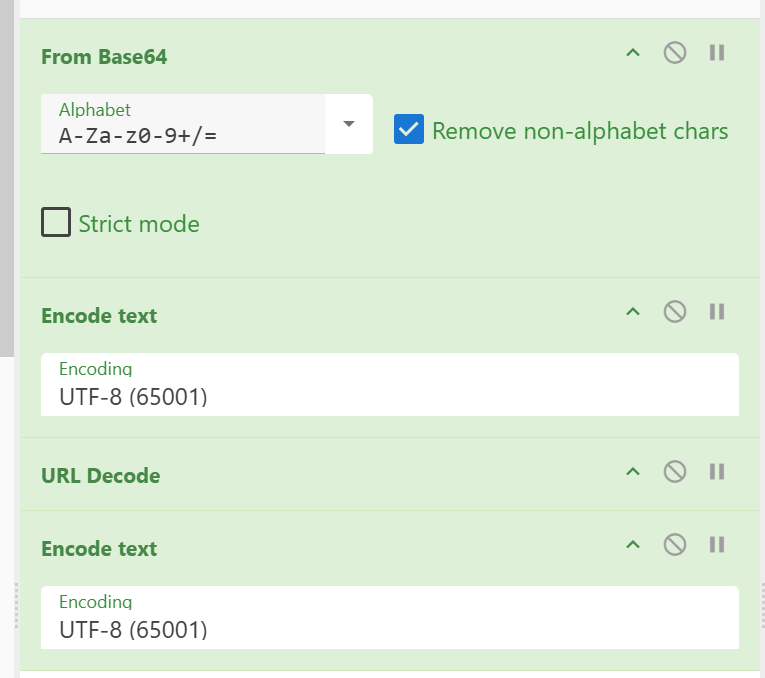 From Base64
Alphabet
A-Za-z0-9+/=
Remove non-alphabet chars
Strict mode
Encode text
Encoding
UTF-8 (65001)
URL Decode
Encode text
Encoding
UTF-8 (65001)